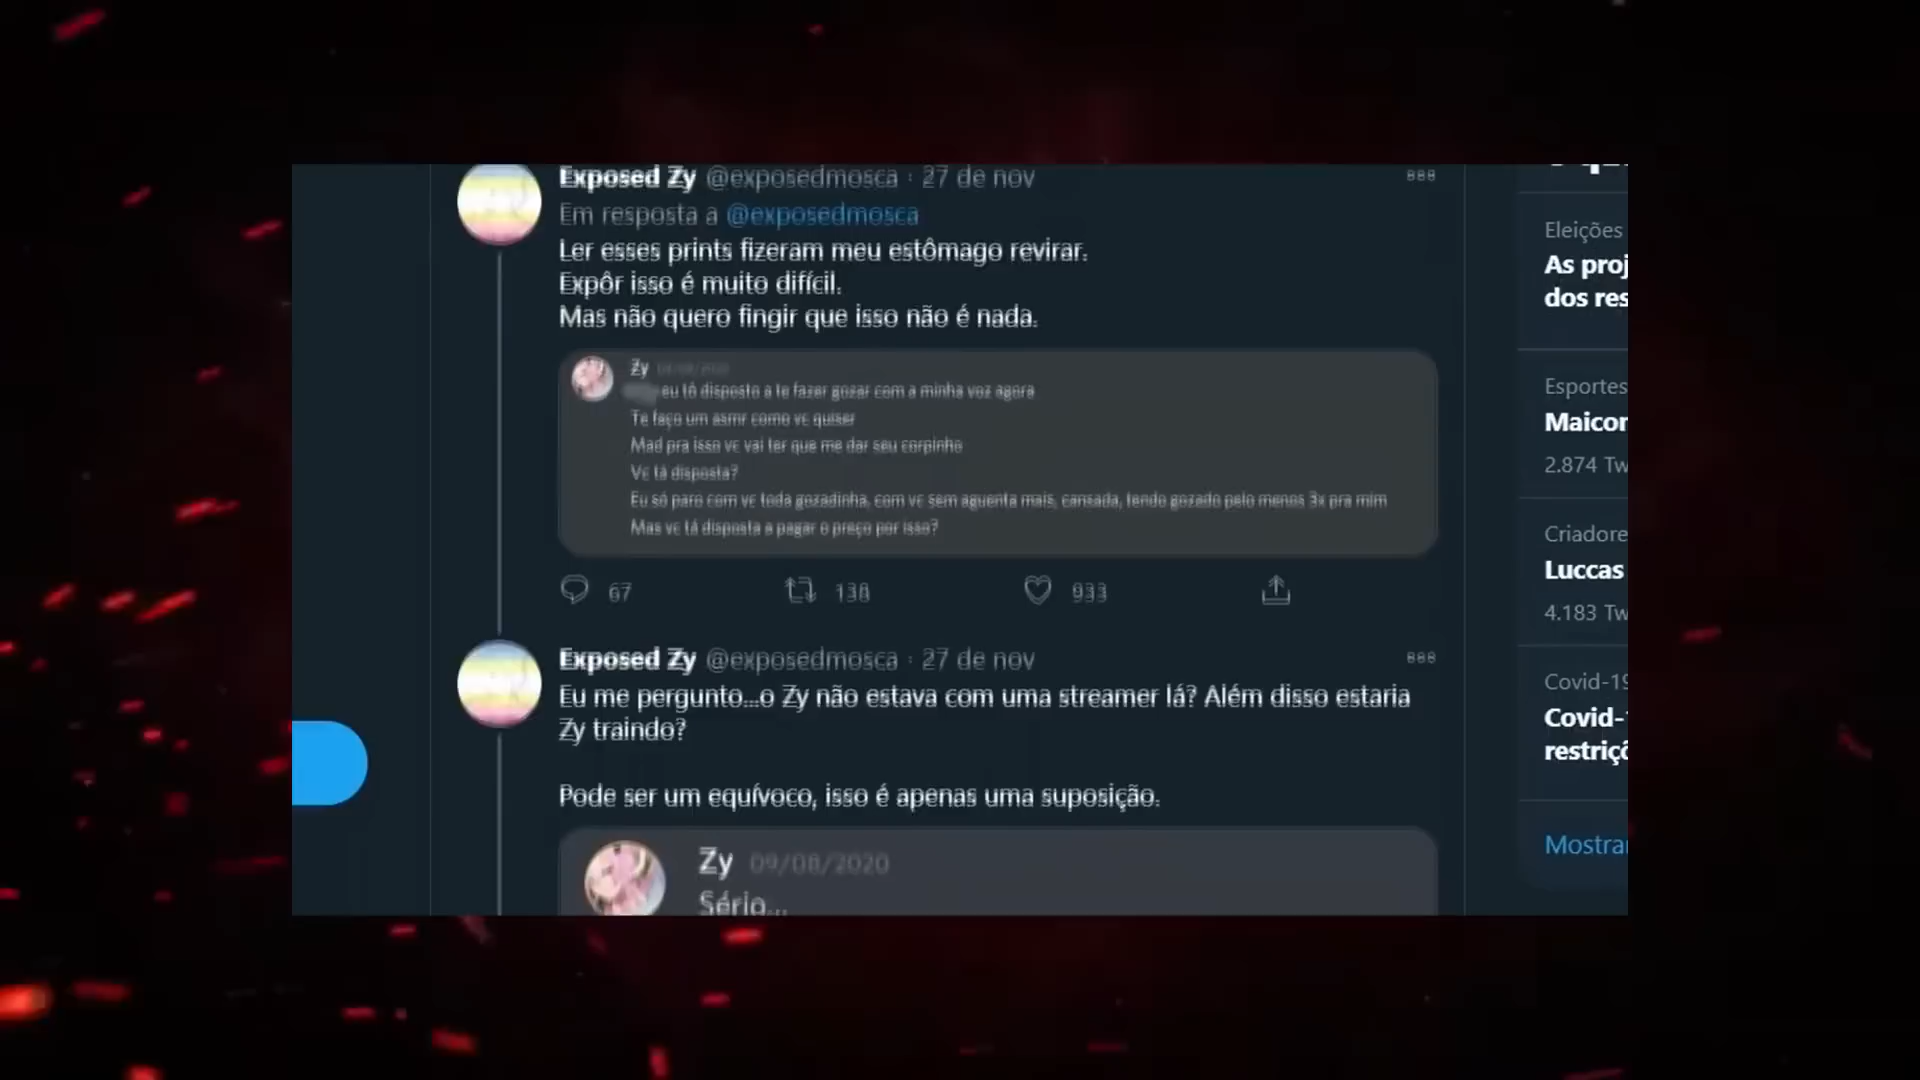 Exposed Zy @exposedmosca · 27 de nov
Em resposta a @exposedmosca
Ler esses prints fizeram meu estômago revirar.
Expôr isso é muito difícil.
Mas não quero fingir que isso não é nada.
Zy
eu tô disposto a te fazer gozar com a minha voz agora
Te faço um asmr como vc quiser
Mad pra isso vc vai ter que me dar seu corpinho
Vc tá disposta?
Eu só paro com vc toda gozadinha, com vc sem aguenta mais, cansada, tendo gozado pelo menos 3x pra mim
Mas vc tá disposta a pagar o preço por isso?
67 138 933
Exposed Zy @exposedmosca · 27 de nov
Eu me pergunto...o Zy não estava com uma streamer lá? Além disso estaria
Zy traindo?
Pode ser um equívoco, isso é apenas uma suposição.
Zy 09/08/2020
Sério...
Eleições
As proj
dos res
Esportes
Maicor
2.874 Tw
Criadore
Luccas
4.183 Tw
Covid-19
Covid-
restriçõ
Mostrar